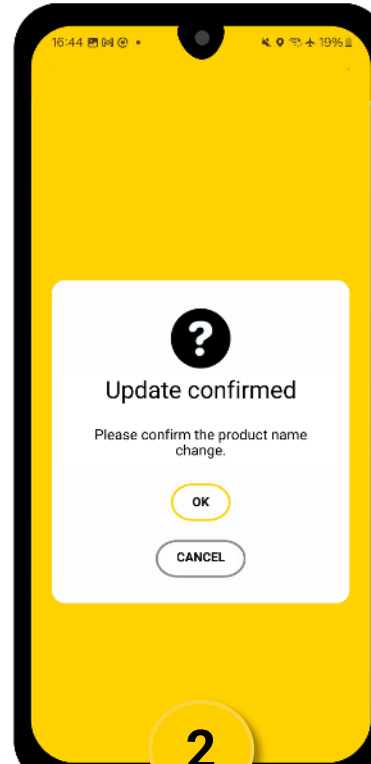 16:44
19%
?
Update confirmed
Please confirm the product name
change.
OK
CANCEL
2